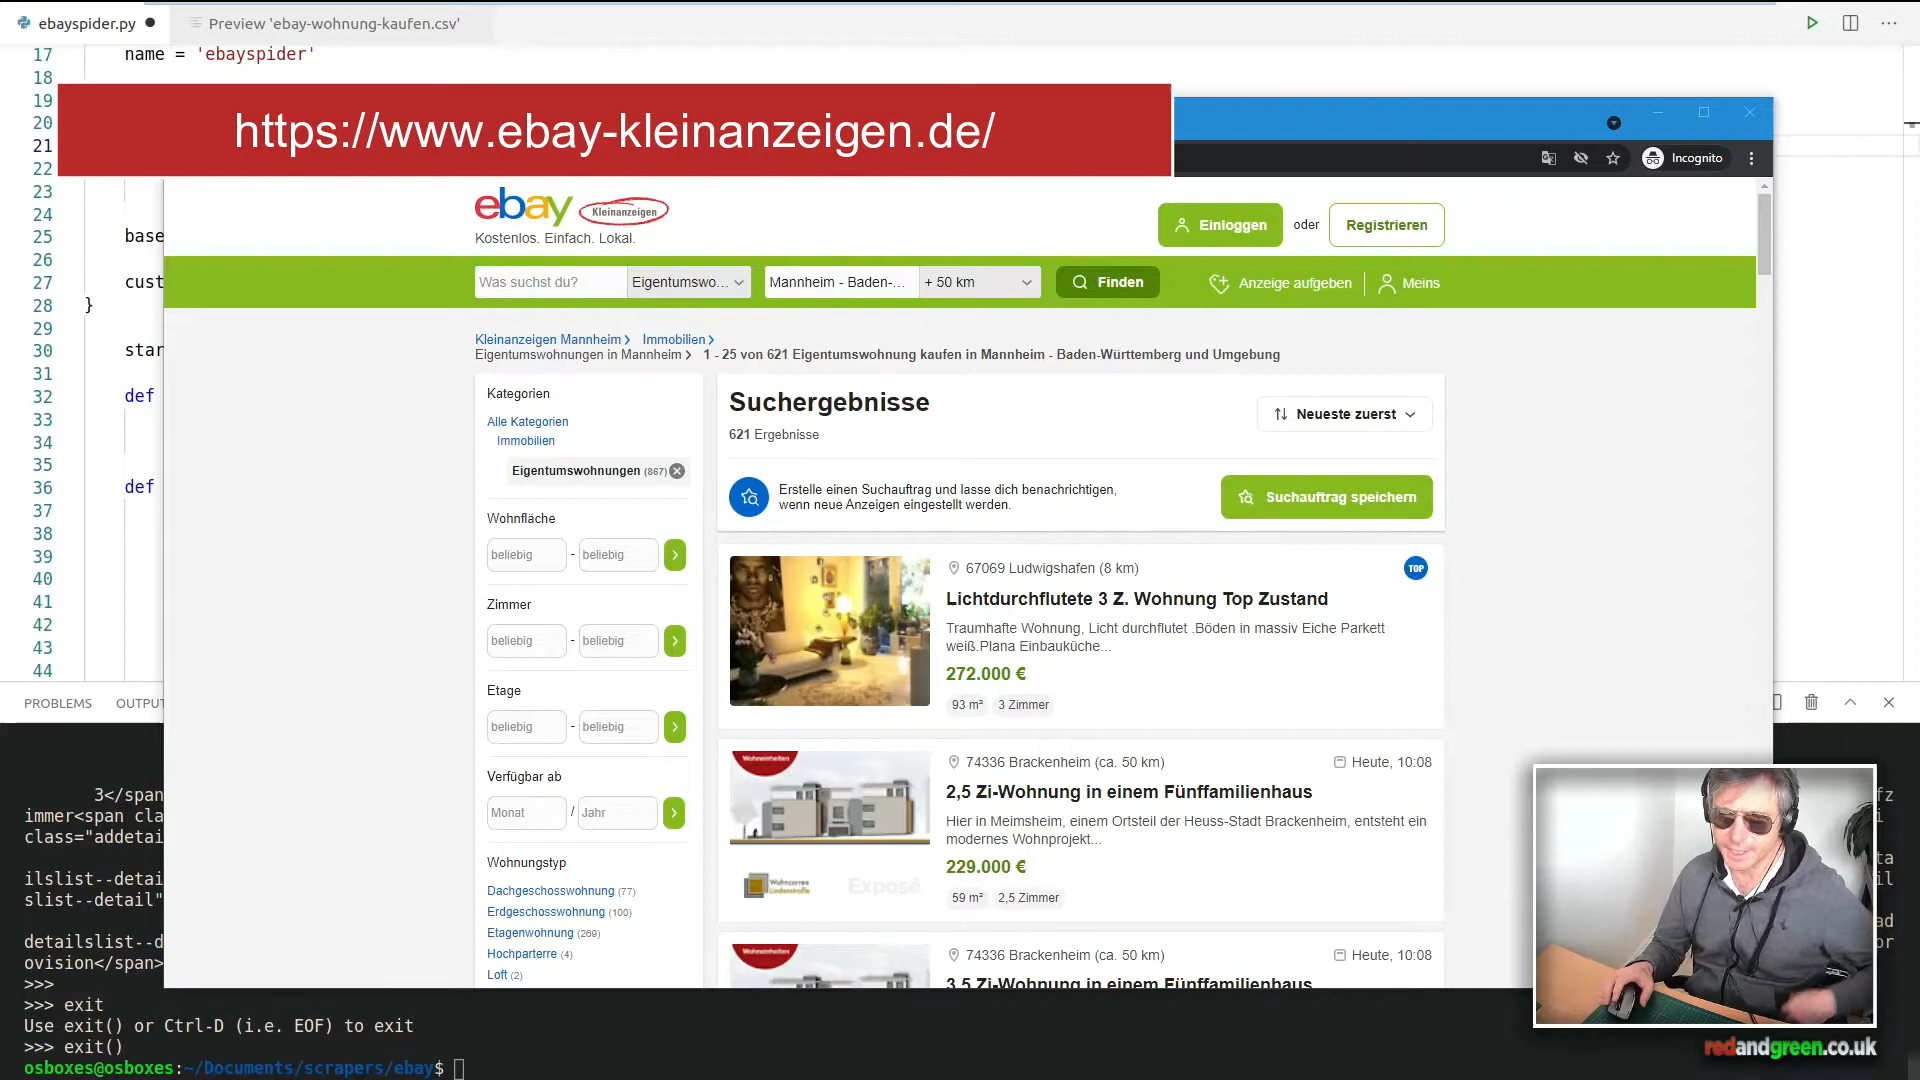 ebayspider.py
Preview 'ebay-wohnung-kaufen.csv'
17 name = 'ebayspider'
18
19
20
21
22
23
24
25 base
26
27 cust
28 }
29
30 star
31
32 def
33
34
35
36 def
37
38
39
40
41
42
43
44
https://www.ebay-kleinanzeigen.de/
Incognito
ebay Kleinanzeigen
Kostenlos. Einfach. Lokal.
Einloggen oder Registrieren
Was suchst du? Eigentumswo... Mannheim - Baden-... + 50 km Finden Anzeige aufgeben Meins
Kleinanzeigen Mannheim Immobilien
Eigentumswohnungen in Mannheim 1 - 25 von 621 Eigentumswohnung kaufen in Mannheim - Baden-Württemberg und Umgebung
Kategorien
Alle Kategorien
Immobilien
Eigentumswohnungen (867)
Wohnfläche
beliebig - beliebig
Zimmer
beliebig - beliebig
Etage
beliebig - beliebig
Verfügbar ab
Monat / Jahr
Wohnungstyp
Dachgeschosswohnung (77)
Erdgeschosswohnung (100)
Etagenwohnung (269)
Hochparterre (4)
Loft (2)
Suchergebnisse
Neueste zuerst
621 Ergebnisse
Erstelle einen Suchauftrag und lasse dich benachrichtigen,
wenn neue Anzeigen eingestellt werden.
Suchauftrag speichern
67069 Ludwigshafen (8 km)
TOP
Lichtdurchflutete 3 Z. Wohnung Top Zustand
Traumhafte Wohnung, Licht durchflutet .Böden in massiv Eiche Parkett
weiß.Plana Einbauküche...
272.000 €
93 m² 3 Zimmer
Wohneinheiten
Exposé
74336 Brackenheim (ca. 50 km) Heute, 10:08
2,5 Zi-Wohnung in einem Fünffamilienhaus
Hier in Meimsheim, einem Ortsteil der Heuss-Stadt Brackenheim, entsteht ein
modernes Wohnprojekt...
229.000 €
59 m² 2,5 Zimmer
Wohneinheiten
74336 Brackenheim (ca. 50 km) Heute, 10:08
3,5 Zi-Wohnung in einem Fünffamilienhaus
PROBLEMS OUTPUT
3</span
immer<span cla
class="addetai
ilslist--detai
slist--detail"
detailslist--d
ovision</span>
>>>
>>> exit
Use exit() or Ctrl-D (i.e. EOF) to exit
>>> exit()
osboxes@osboxes:~/Documents/scrapers/ebay$
redandgreen.co.uk